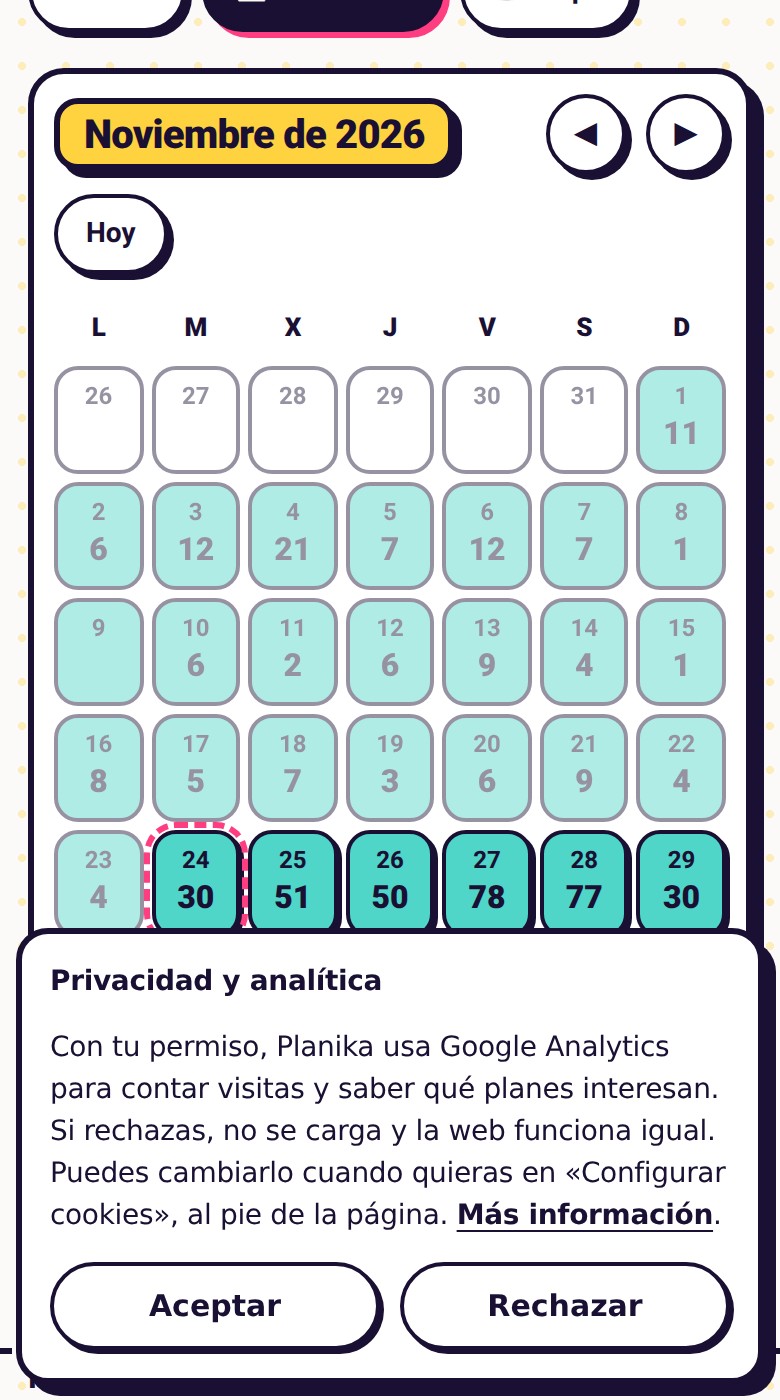 Noviembre de 2026
◀ ▶
Hoy
L M X J V S D
26 27 28 29 30 31 1
11
2 3 4 5 6 7 8
6 12 21 7 12 7 1
9 10 11 12 13 14 15
6 2 6 9 4 1
16 17 18 19 20 21 22
8 5 7 3 6 9 4
23 24 25 26 27 28 29
4 30 51 50 78 77 30
Privacidad y analítica
Con tu permiso, Planika usa Google Analytics
para contar visitas y saber qué planes interesan.
Si rechazas, no se carga y la web funciona igual.
Puedes cambiarlo cuando quieras en «Configurar
cookies», al pie de la página. Más información.
Aceptar Rechazar